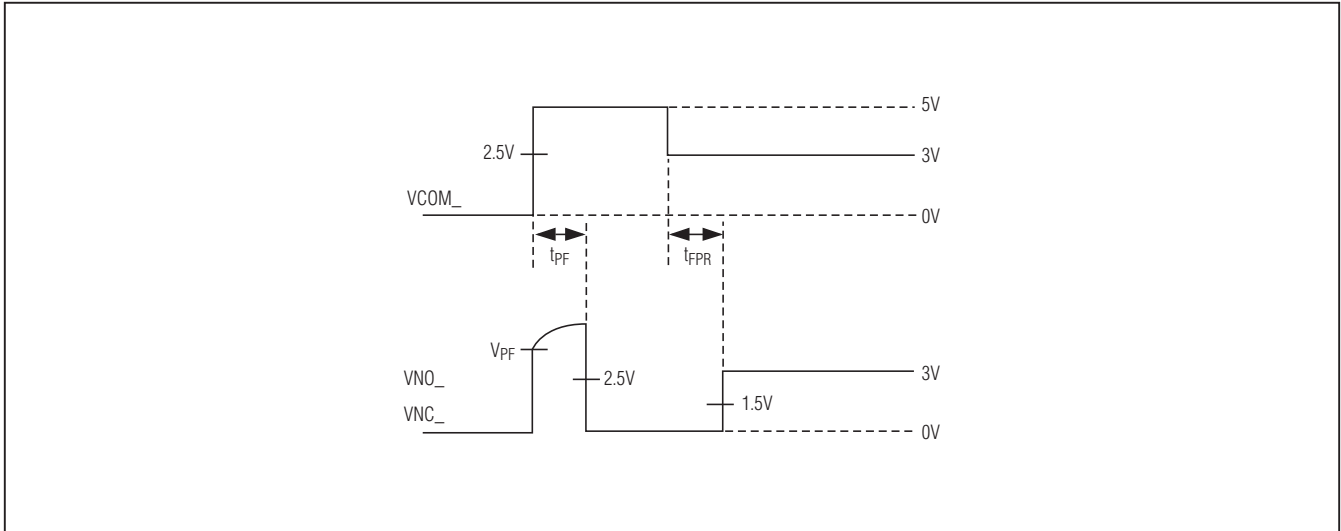 5V
2.5V
3V
VCOM_
0V
tPF
tFPR
VPF
VNO_
2.5V
3V
VNC_
1.5V
0V